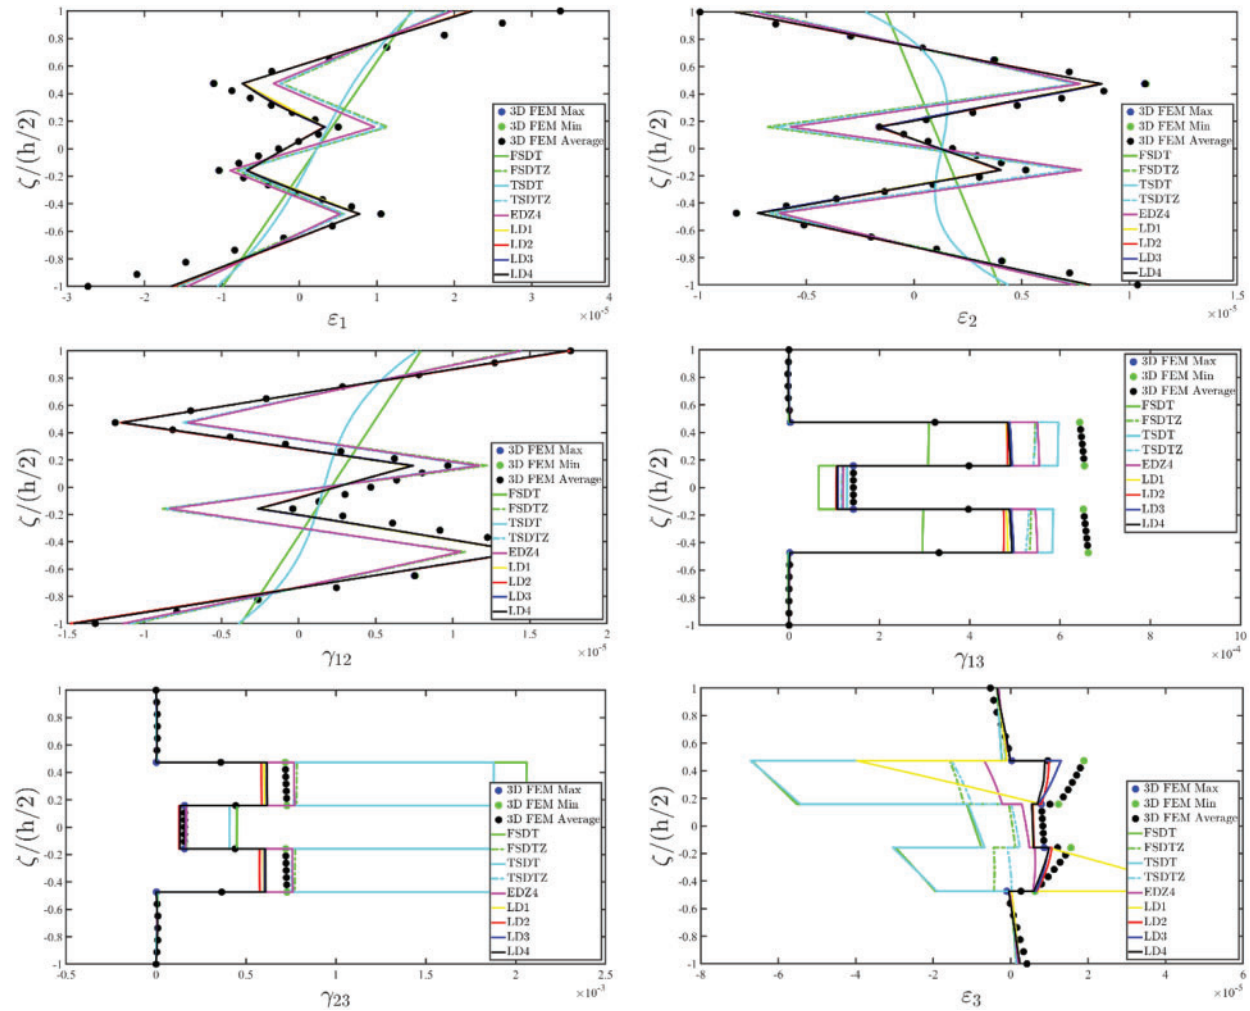 ζ/(h/2)
1
0.8
0.6
0.4
0.2
0
-0.2
-0.4
-0.6
-0.8
-1
3D FEM Max
3D FEM Min
3D FEM Average
FSDT
FSDTZ
TSDT
TSDTZ
EDZ4
LD1
LD2
LD3
LD4
-3 -2 -1 0 1 2 3 4
×10⁻⁵
ε₁
ζ/(h/2)
1
0.8
0.6
0.4
0.2
0
-0.2
-0.4
-0.6
-0.8
-1
3D FEM Max
3D FEM Min
3D FEM Average
FSDT
FSDTZ
TSDT
TSDTZ
EDZ4
LD1
LD2
LD3
LD4
-1 -0.5 0 0.5 1 1.5
×10⁻⁵
ε₂
ζ/(h/2)
1
0.8
0.6
0.4
0.2
0
-0.2
-0.4
-0.6
-0.8
-1
3D FEM Max
3D FEM Min
3D FEM Average
FSDT
FSDTZ
TSDT
TSDTZ
EDZ4
LD1
LD2
LD3
LD4
-1.5 -1 -0.5 0 0.5 1 1.5 2
×10⁻⁵
γ₁₂
ζ/(h/2)
1
0.8
0.6
0.4
0.2
0
-0.2
-0.4
-0.6
-0.8
-1
3D FEM Max
3D FEM Min
3D FEM Average
FSDT
FSDTZ
TSDT
TSDTZ
EDZ4
LD1
LD2
LD3
LD4
0 2 4 6 8 10
×10⁻⁴
γ₁₃
ζ/(h/2)
1
0.8
0.6
0.4
0.2
0
-0.2
-0.4
-0.6
-0.8
-1
3D FEM Max
3D FEM Min
3D FEM Average
FSDT
FSDTZ
TSDT
TSDTZ
EDZ4
LD1
LD2
LD3
LD4
-0.5 0 0.5 1 1.5 2 2.5
×10⁻³
γ₂₃
ζ/(h/2)
1
0.8
0.6
0.4
0.2
0
-0.2
-0.4
-0.6
-0.8
-1
3D FEM Max
3D FEM Min
3D FEM Average
FSDT
FSDTZ
TSDT
TSDTZ
EDZ4
LD1
LD2
LD3
LD4
-8 -6 -4 -2 0 2 4 6
×10⁻⁵
ε₃